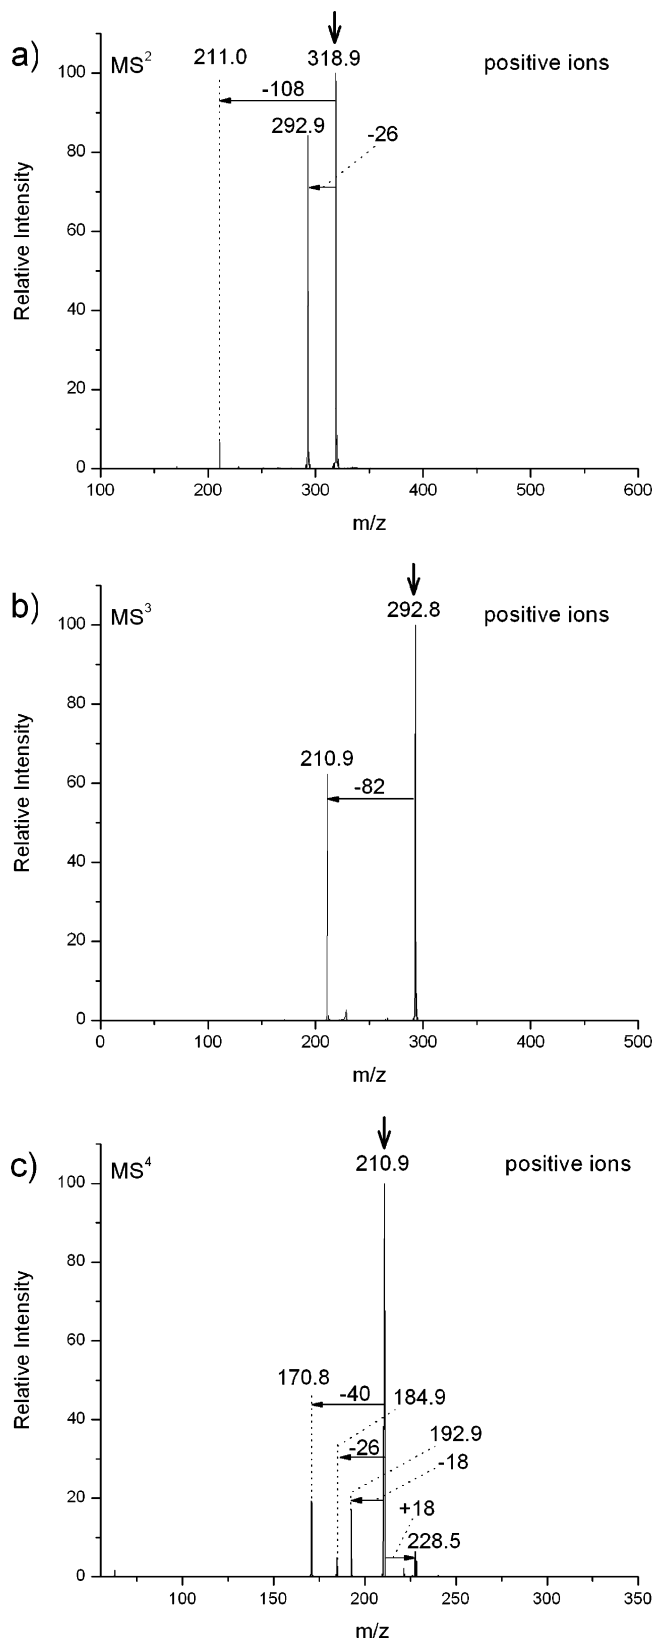 a)
MS²
211.0
318.9
positive ions
-108
292.9
-26
100
80
60
40
20
0
Relative Intensity
100 200 300 400 500 600
m/z
b)
MS³
292.8
positive ions
210.9
-82
100
80
60
40
20
0
Relative Intensity
0 100 200 300 400 500
m/z
c)
MS⁴
210.9
positive ions
170.8
-40
184.9
-26
192.9
-18
+18
228.5
100
80
60
40
20
0
Relative Intensity
100 150 200 250 300 350
m/z